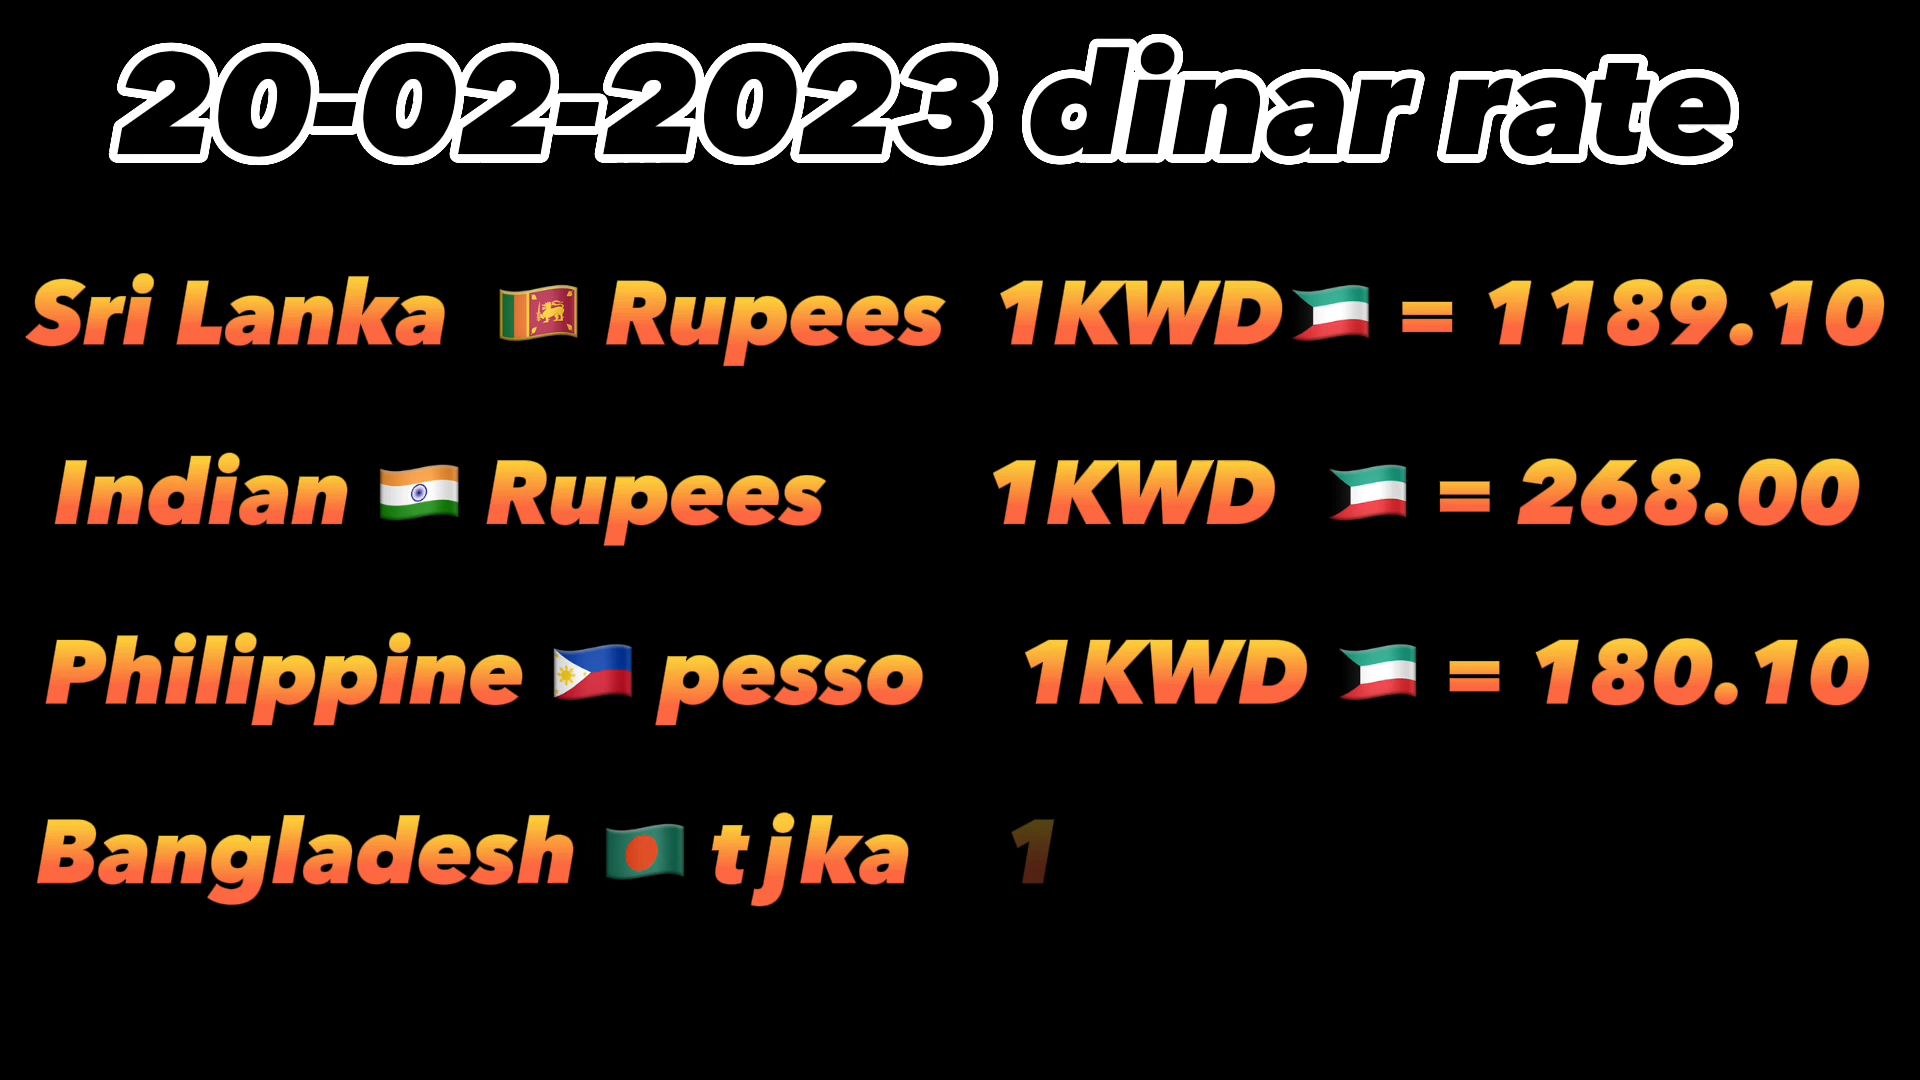 20-02-2023 dinar rate
Sri Lanka 🇱🇰 Rupees 1KWD🇰🇼 = 1189.10
Indian 🇮🇳 Rupees 1KWD 🇰🇼 = 268.00
Philippine 🇵🇭 pesso 1KWD 🇰🇼 = 180.10
Bangladesh 🇧🇩 tjka 1